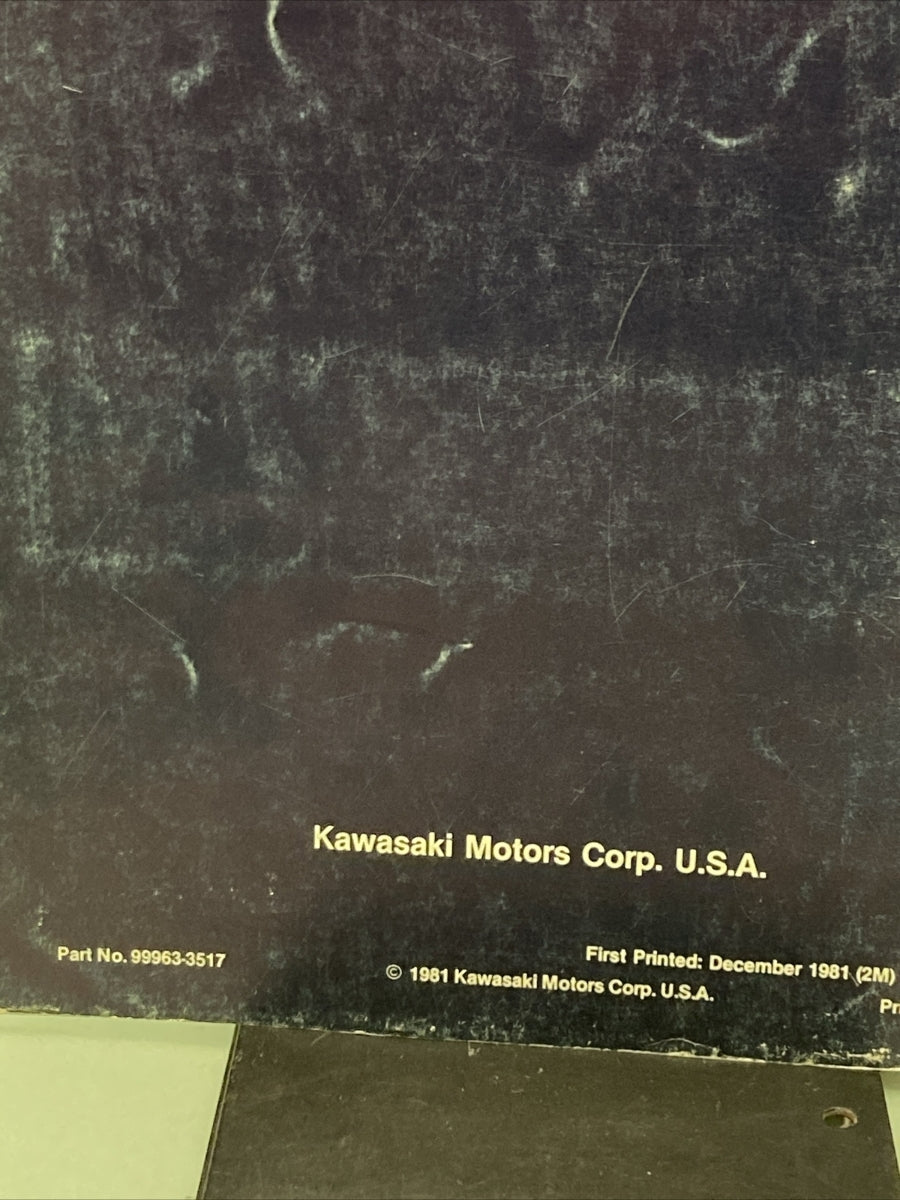 Kawasaki Motors Corp. U.S.A.
Part No. 99963-3517
First Printed: December 1981 (2M)
© 1981 Kawasaki Motors Corp. U.S.A.